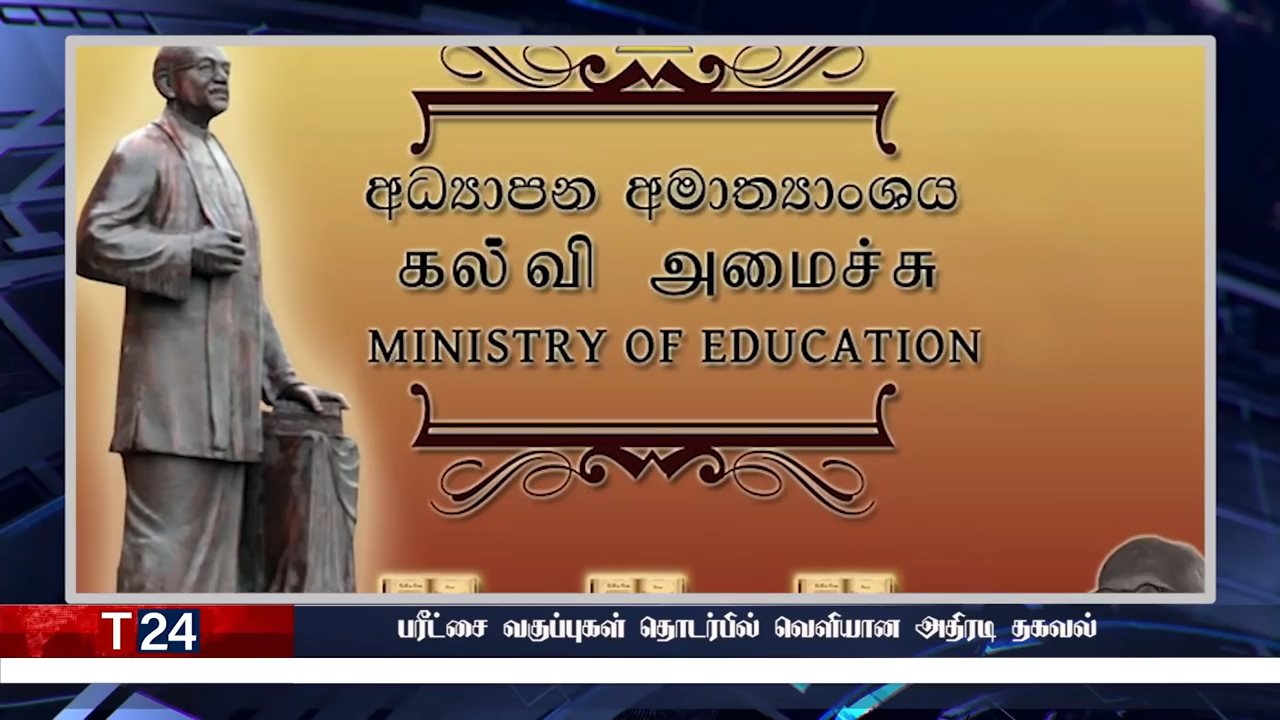 අධ්‍යාපන අමාත්‍යාංශය
கல்வி அமைச்சு
MINISTRY OF EDUCATION
T24 பரீட்சை வகுப்புகள் தொடர்பில் வெளியான அதிரடி தகவல்